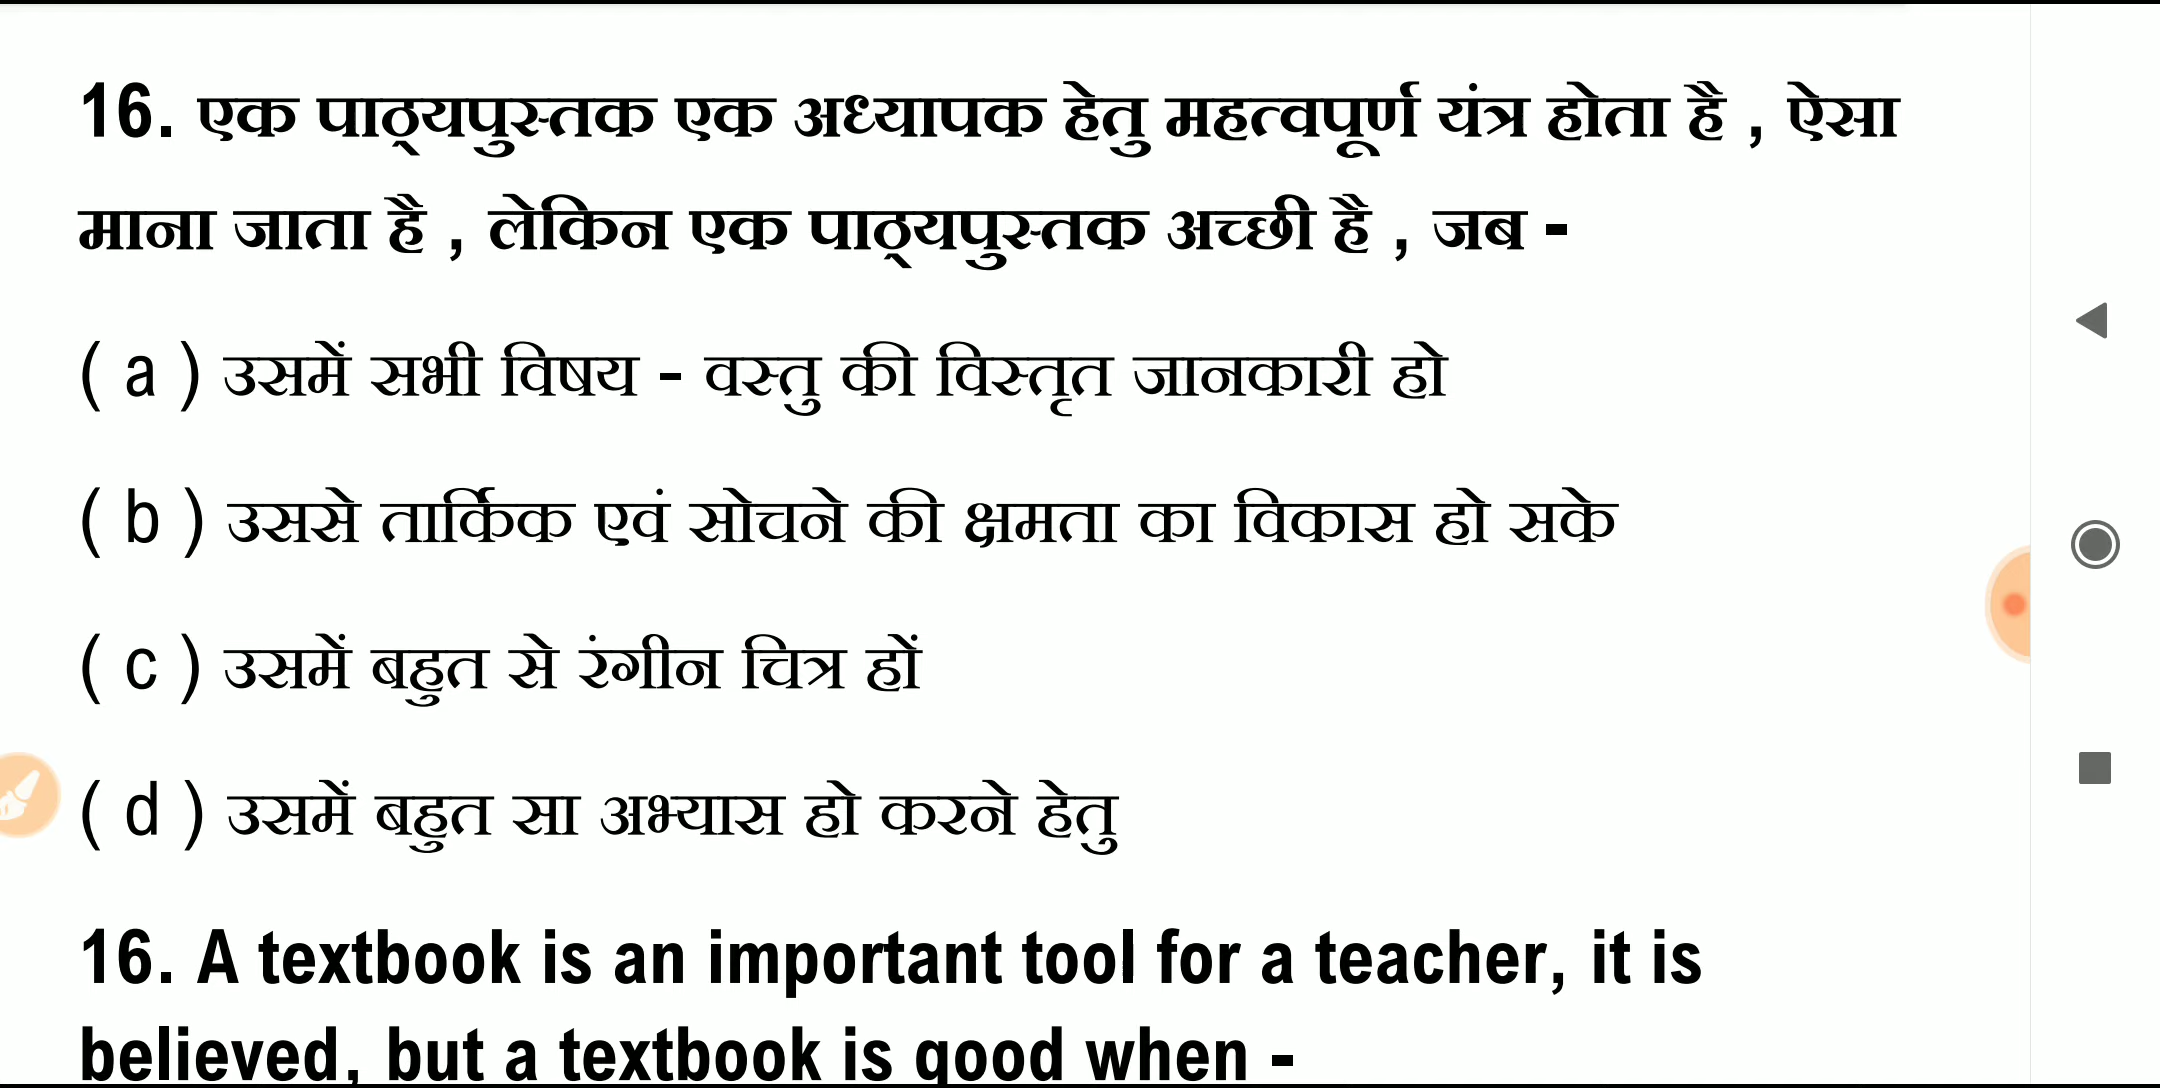 16. एक पाठ्यपुस्तक एक अध्यापक हेतु महत्वपूर्ण यंत्र होता है , ऐसा
माना जाता है , लेकिन एक पाठ्यपुस्तक अच्छी है , जब -
( a ) उसमें सभी विषय - वस्तु की विस्तृत जानकारी हो
( b ) उससे तार्किक एवं सोचने की क्षमता का विकास हो सके
( c ) उसमें बहुत से रंगीन चित्र हों
( d ) उसमें बहुत सा अभ्यास हो करने हेतु
16. A textbook is an important tool for a teacher, it is
believed, but a textbook is good when -